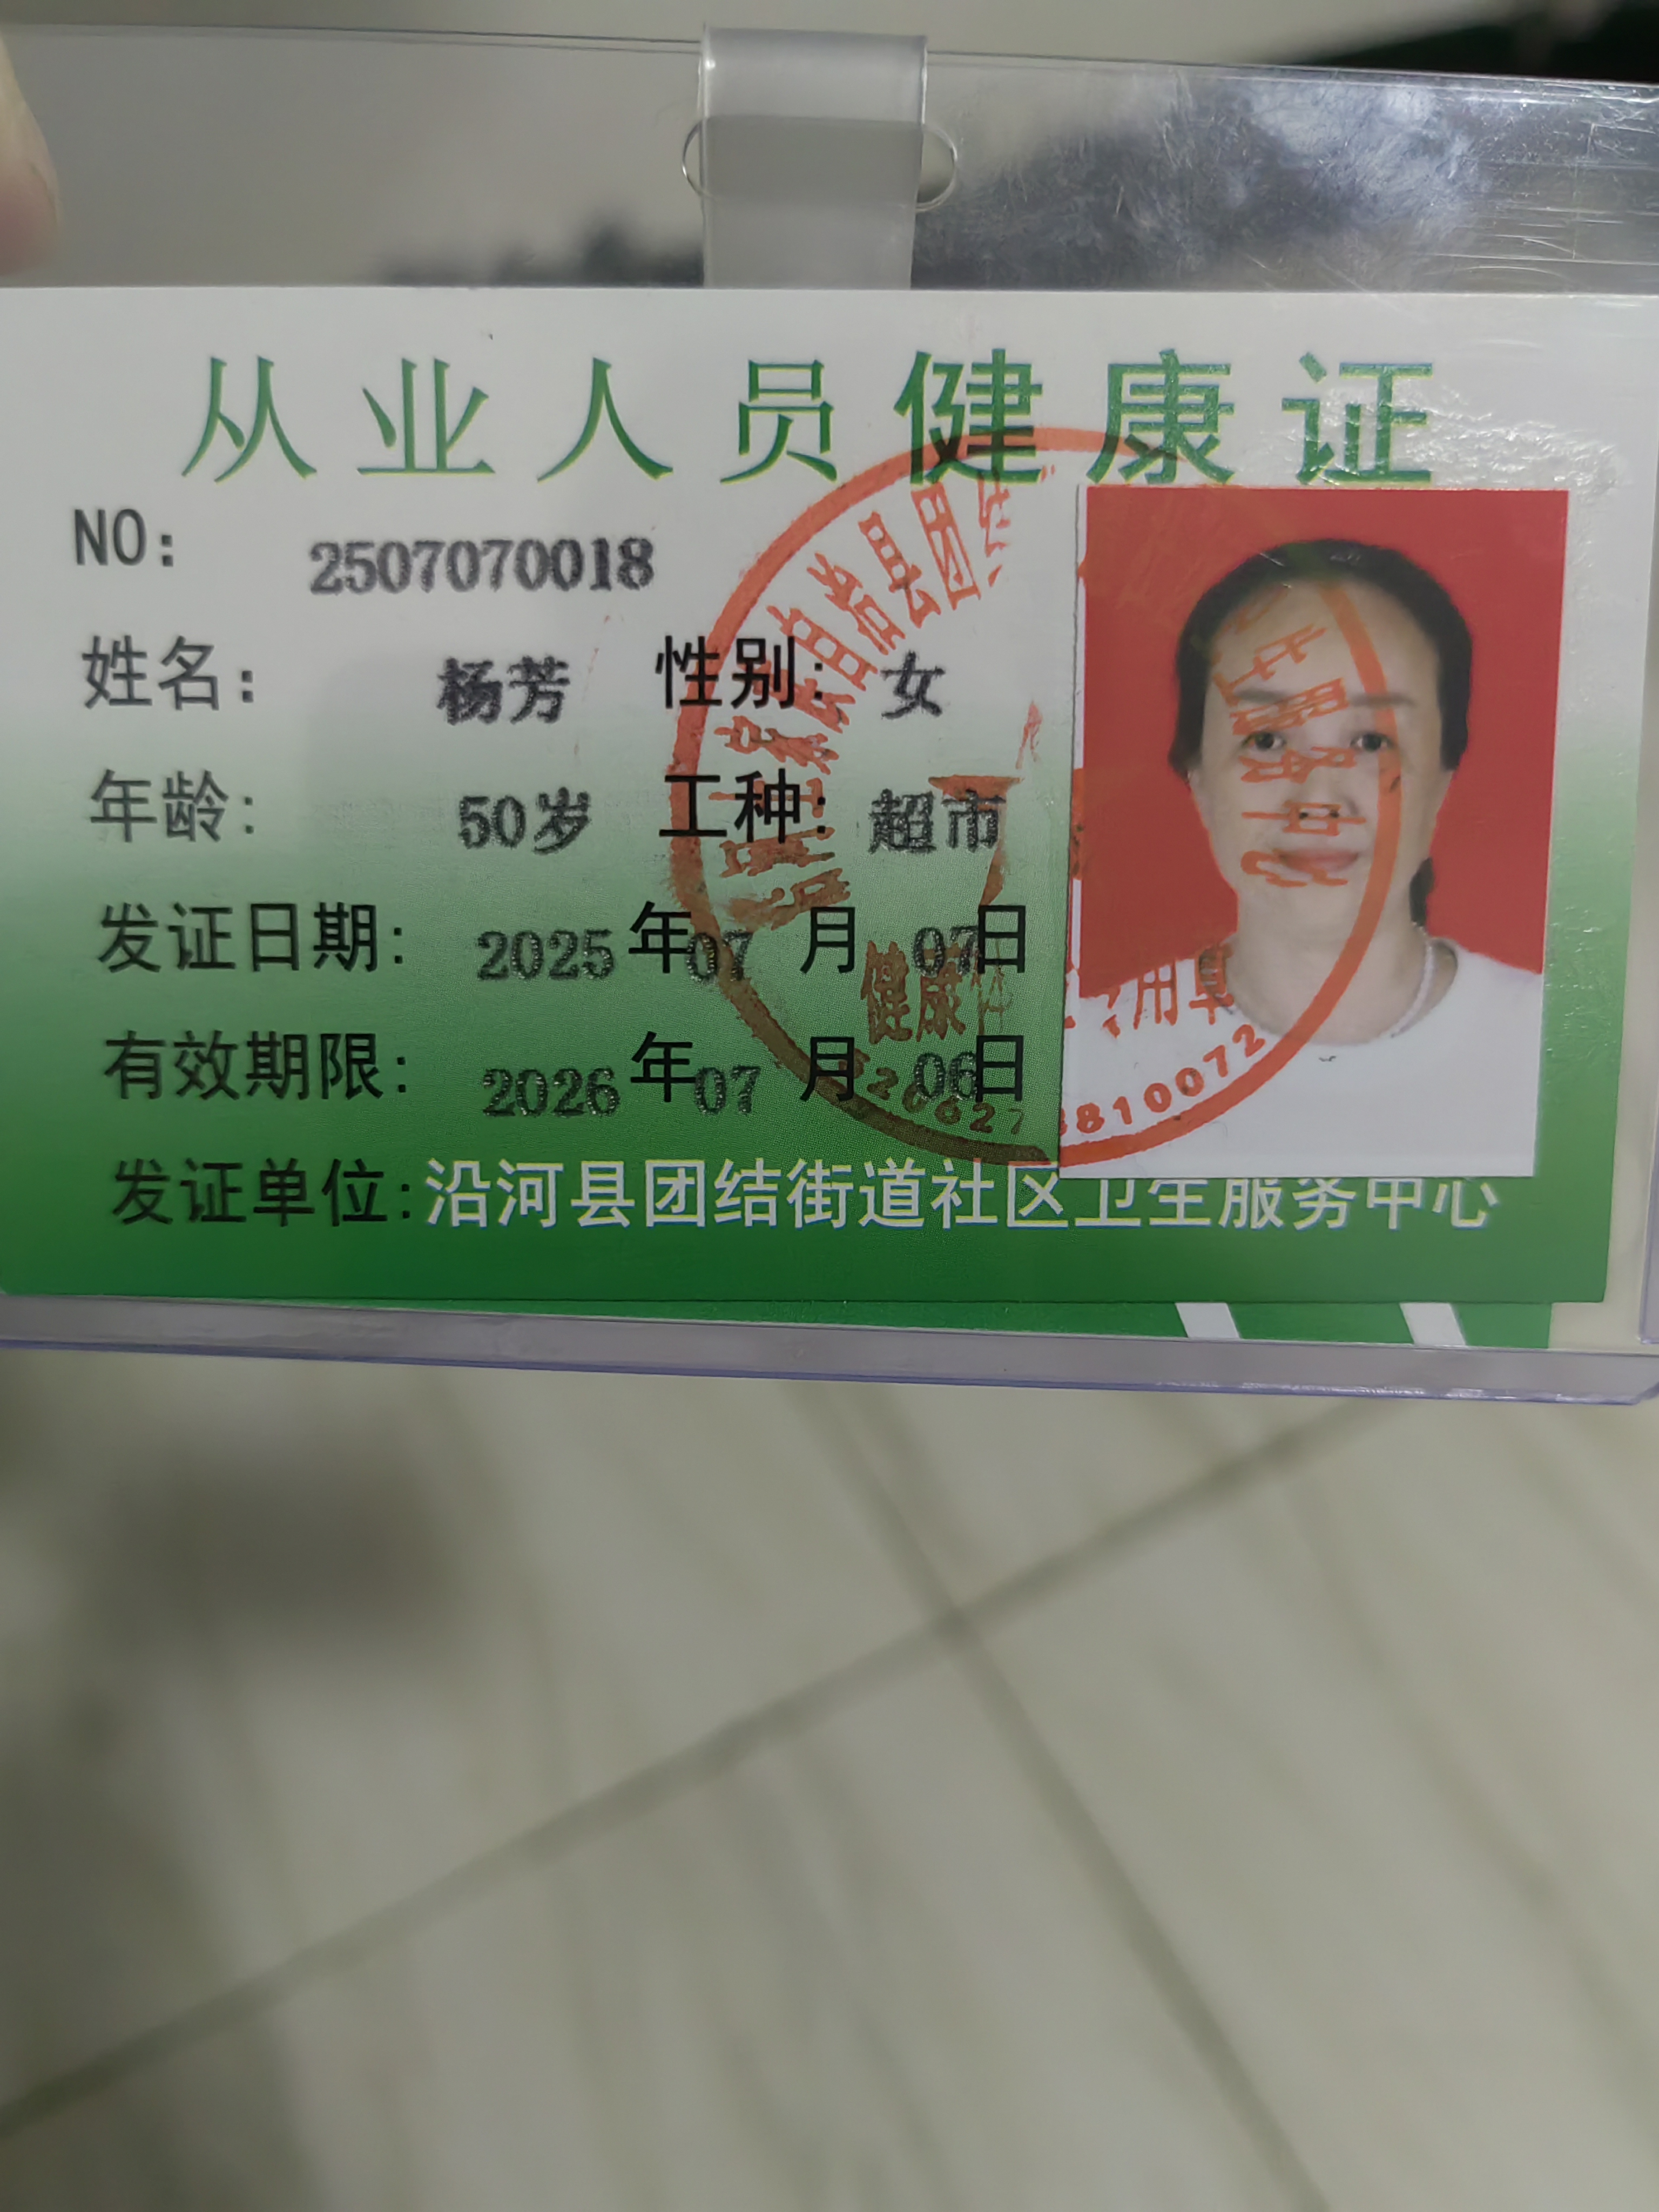 从业人员健康证
NO: 2507070018
姓名: 杨芳 性别: 女
年龄: 50岁 工种: 超市
发证日期: 2025年07月07日
有效期限: 2026年07月06日
发证单位:沿河县团结街道社区卫生服务中心